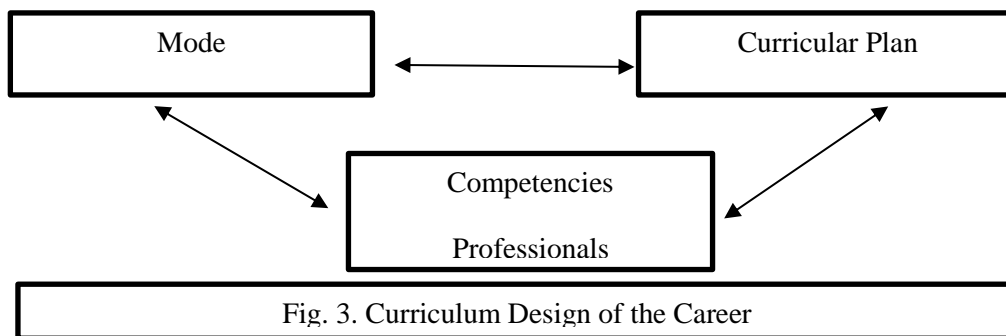 Mode
Curricular Plan
Competencies
Professionals
Fig. 3. Curriculum Design of the Career